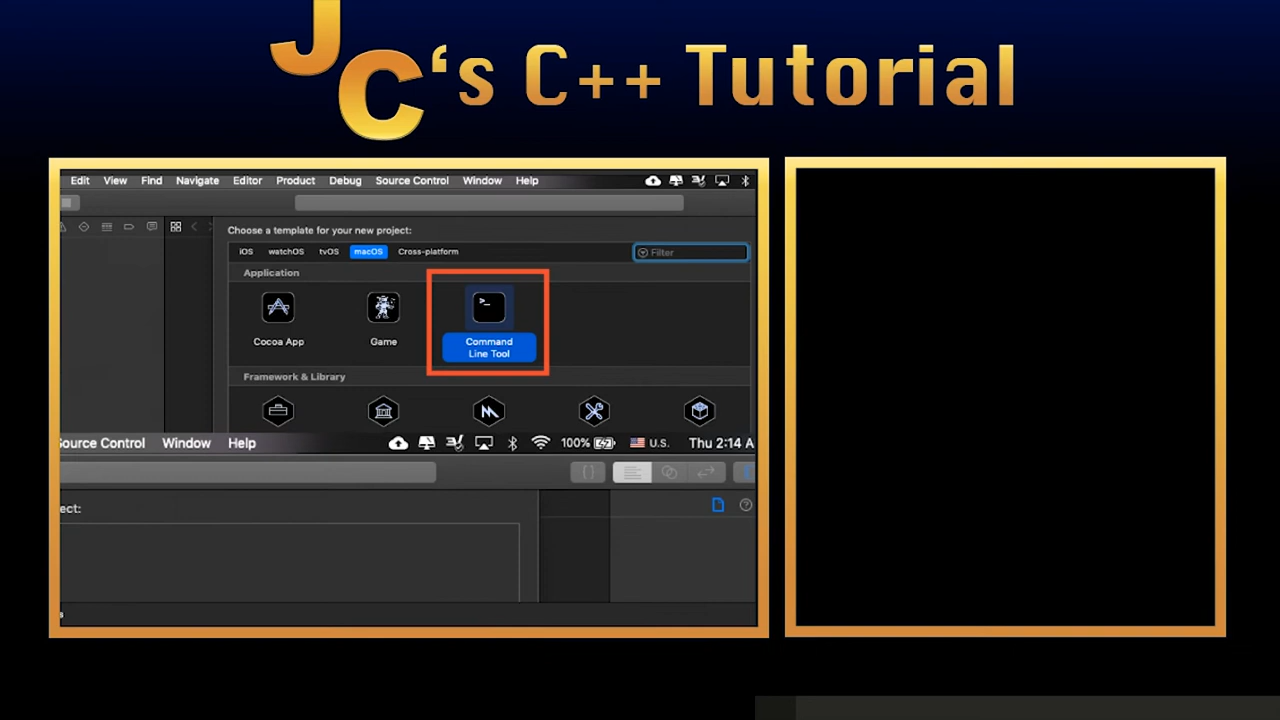 JC's C++ Tutorial
Edit View Find Navigate Editor Product Debug Source Control Window Help
Choose a template for your new project:
iOS watchOS tvOS macOS Cross-platform Filter
Application
>_
Cocoa App Game Command
Line Tool
Framework & Library
Source Control Window Help 100% U.S. Thu 2:14 A
ect:
s